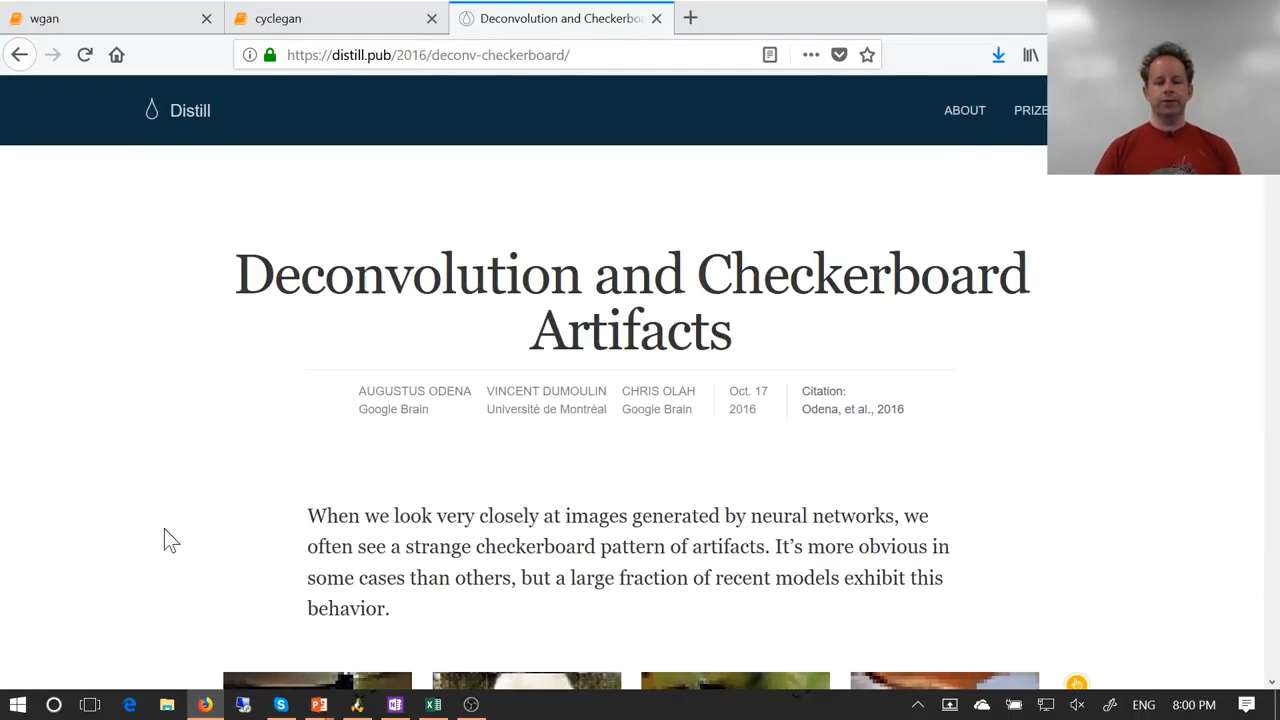 wgan
cyclegan
Deconvolution and Checkerbo
https://distill.pub/2016/deconv-checkerboard/
Distill
ABOUT
PRIZE
Deconvolution and Checkerboard
Artifacts
AUGUSTUS ODENA
Google Brain
VINCENT DUMOULIN
Université de Montréal
CHRIS OLAH
Google Brain
Oct. 17
2016
Citation:
Odena, et al., 2016
When we look very closely at images generated by neural networks, we
often see a strange checkerboard pattern of artifacts. It’s more obvious in
some cases than others, but a large fraction of recent models exhibit this
behavior.
ENG
8:00 PM